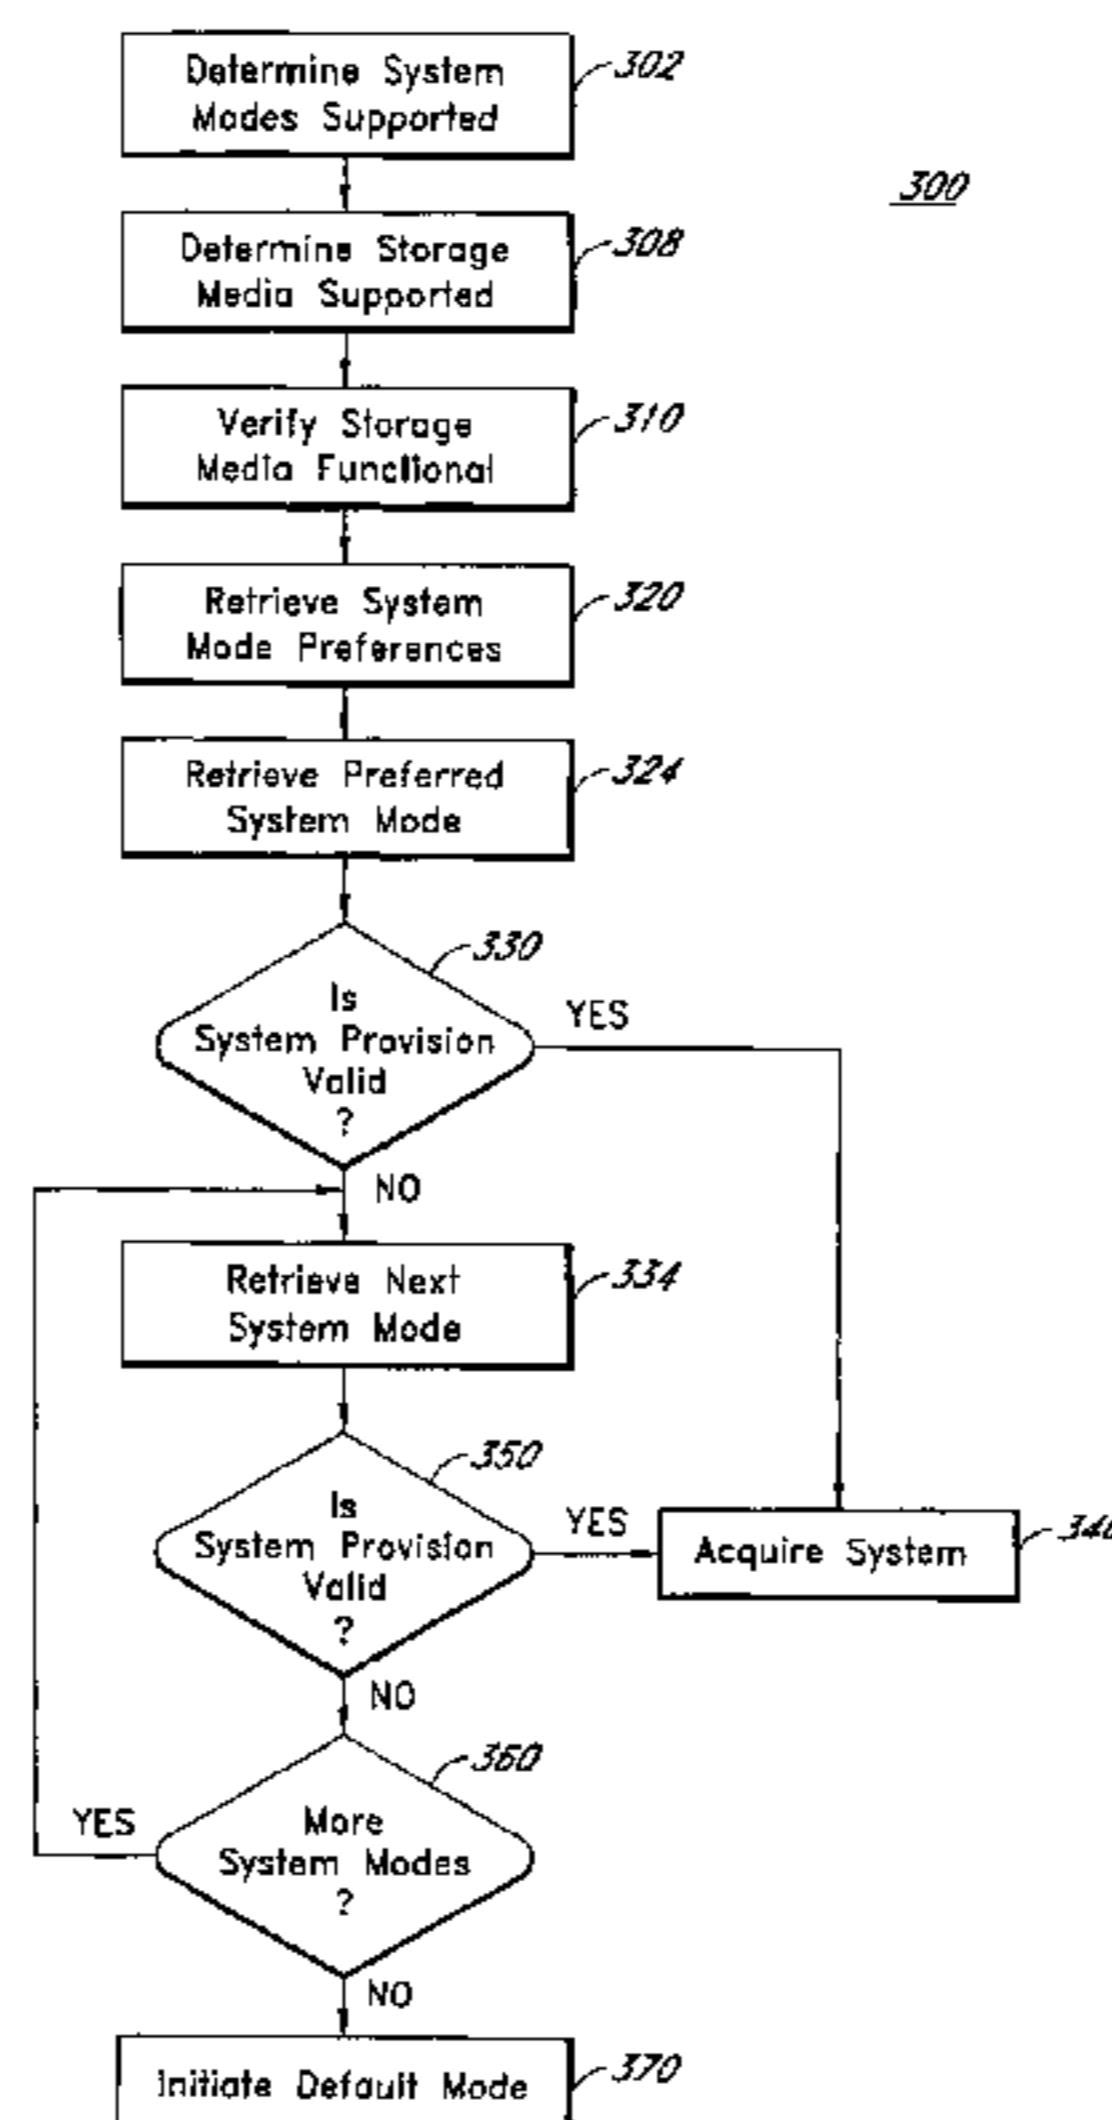 Determine System
Modes Supported
302
300
Determine Storage
Media Supported
308
Verify Storage
Media Functional
310
Retrieve System
Mode Preferences
320
Retrieve Preferred
System Mode
324
330
Is
System Provision
Valid
?
YES
NO
Retrieve Next
System Mode
334
350
Is
System Provision
Valid
?
YES
Acquire System
NO
360
More
System Modes
?
YES
NO
Initiate Default Mode
370